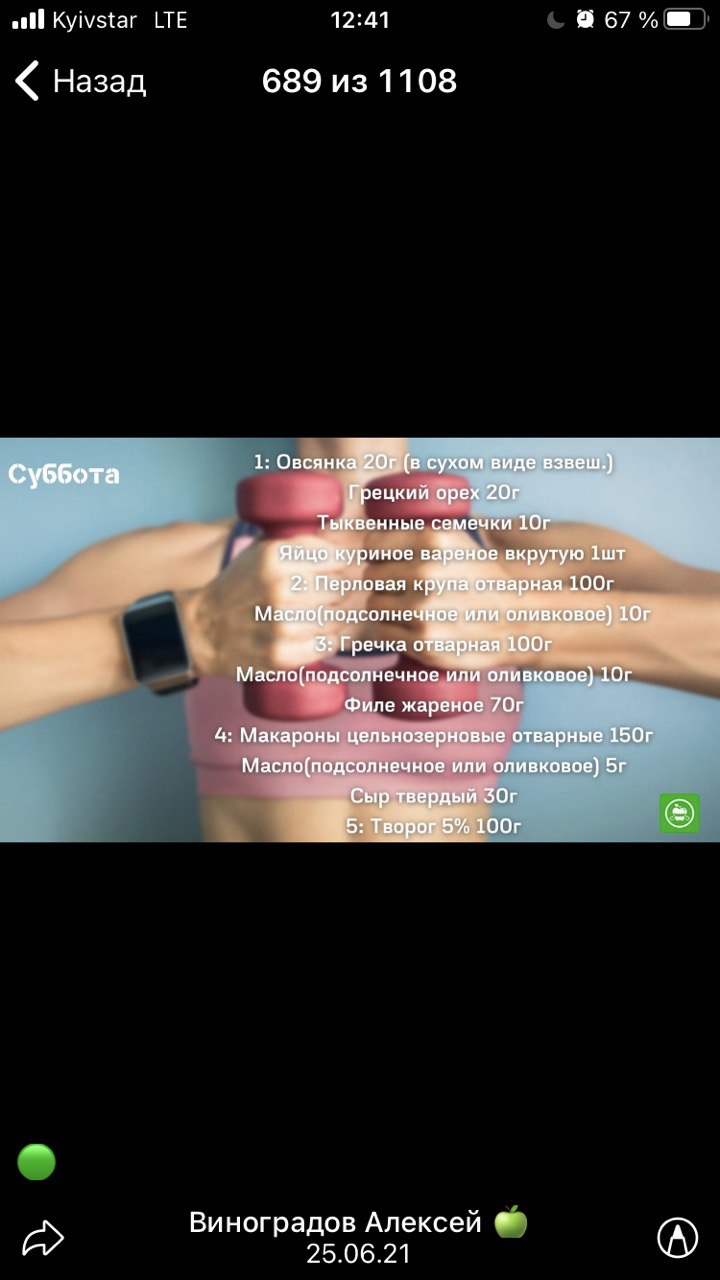 Kyivstar LTE 12:41 67 %
Назад 689 из 1108
Суббота
1: Овсянка 20г (в сухом виде взвеш.)
Грецкий орех 20г
Тыквенные семечки 10г
Яйцо куриное вареное вкрутую 1шт
2: Перловая крупа отварная 100г
Масло(подсолнечное или оливковое) 10г
3: Гречка отварная 100г
Масло(подсолнечное или оливковое) 10г
Филе жареное 70г
4: Макароны цельнозерновые отварные 150г
Масло(подсолнечное или оливковое) 5г
Сыр твердый 30г
5: Творог 5% 100г
Виноградов Алексей 🍏
25.06.21